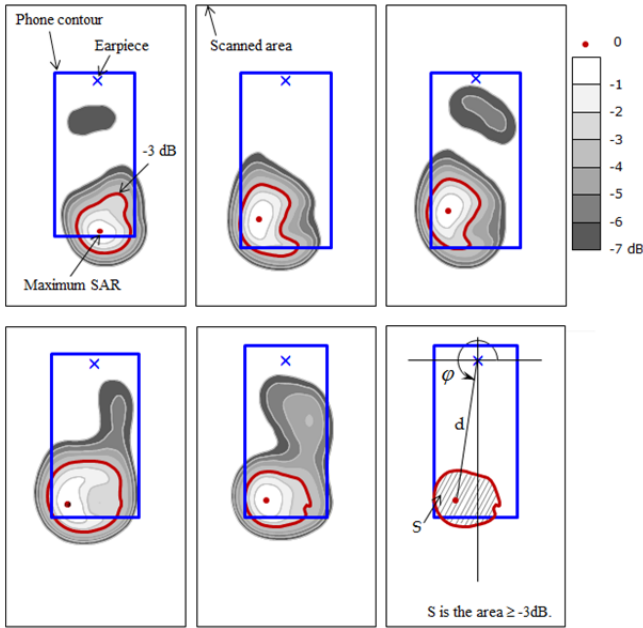 Phone contour
Earpiece
Scanned area
-3 dB
Maximum SAR
0
-1
-2
-3
-4
-5
-6
-7 dB
φ
d
S
S is the area ≥ -3dB.